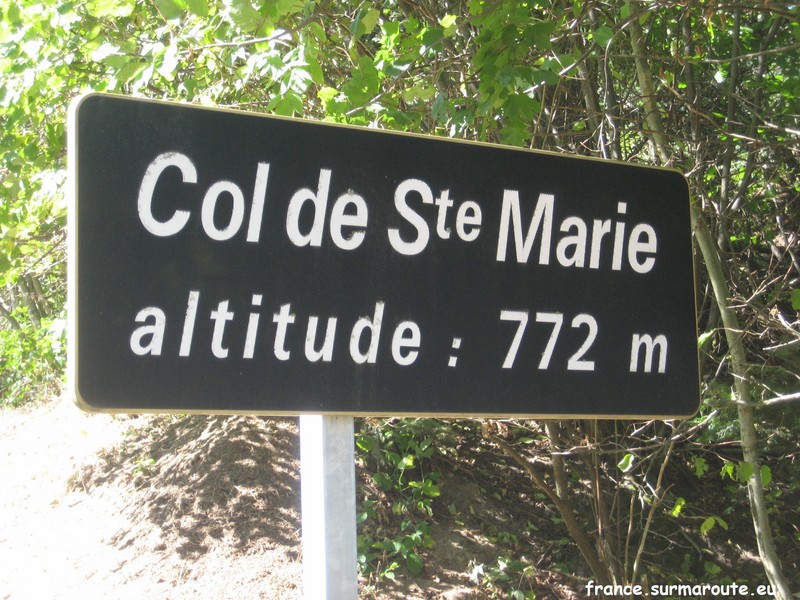 Col de Ste Marie
altitude : 772 m
france.surmaroute.eu